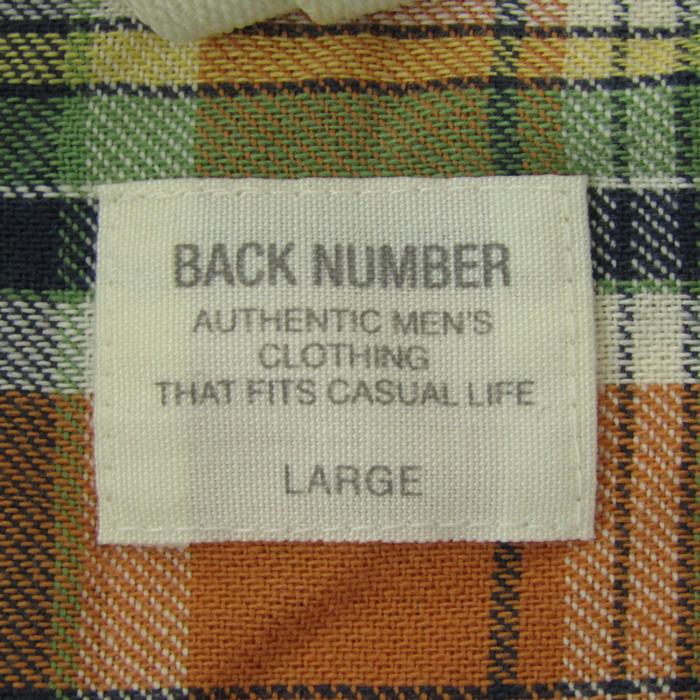 BACK NUMBER
AUTHENTIC MEN'S
CLOTHING
THAT FITS CASUAL LIFE
LARGE